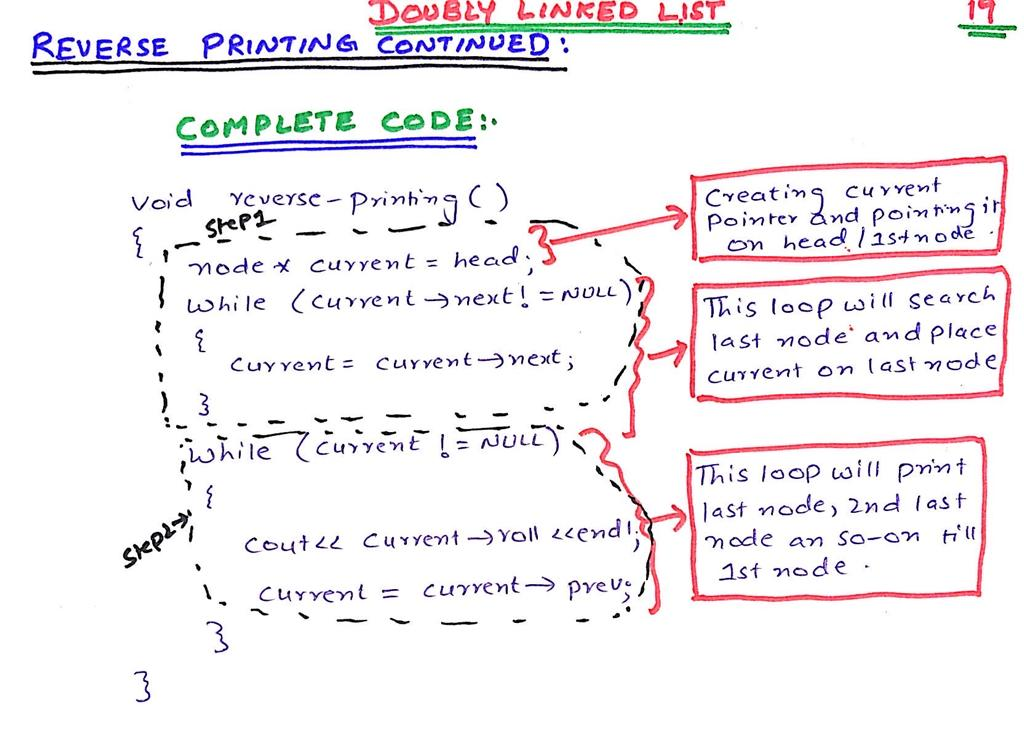 DOUBLY LINKED LIST
19
REVERSE PRINTING CONTINUED:
COMPLETE CODE:.
void reverse-printing()
{
step1
node* current = head;
while (current→next != NULL)
{
current = current→next;
}
while (current != NULL)
{
step2→
cout<< current→roll <<endl;
current = current→ prev;
}
}
Creating current
pointer and pointing it
on head/1st node.
This loop will search
last node and place
current on last node
This loop will print
last node, 2nd last
node an so-on till
1st node.